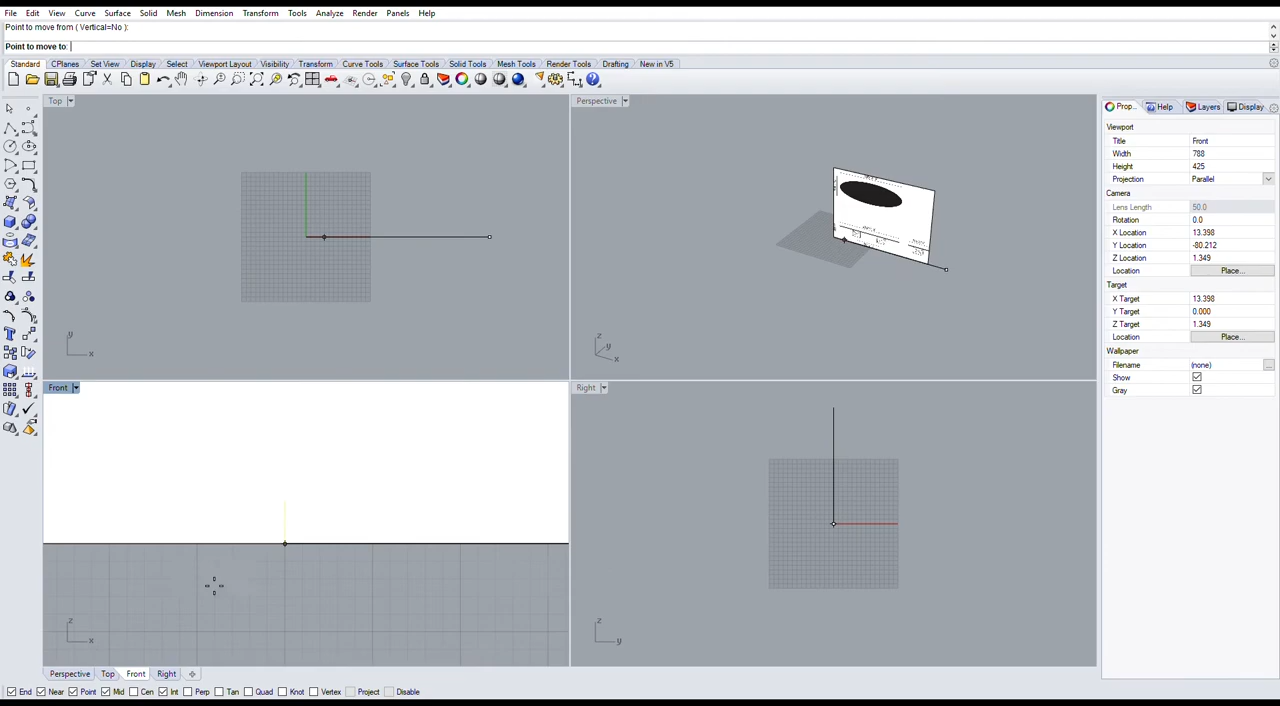 File Edit View Curve Surface Solid Mesh Dimension Transform Tools Analyze Render Panels Help
Point to move from ( Vertical=No ):
Point to move to:
Standard CPlanes Set View Display Select Viewport Layout Visibility Transform Curve Tools Surface Tools Solid Tools Mesh Tools Render Tools Drafting New in V5
Top
Perspective
Prop... Help Layers Display
Viewport
Title Front
Width 788
Height 425
Projection Parallel
Camera
Lens Length 50.0
Rotation 0.0
X Location 13.398
Y Location -80.212
Z Location 1.349
Location Place...
Target
X Target 13.398
Y Target 0.000
Z Target 1.349
Location Place...
Wallpaper
Filename (none) ...
Show
Gray
y
x
z
y
x
Front
Right
z
x
z
y
Perspective Top Front Right
End Near Point Mid Cen Int Perp Tan Quad Knot Vertex Project Disable